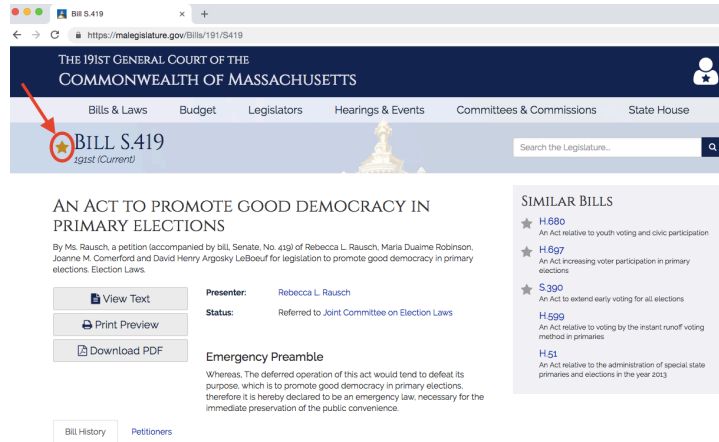 Bill S.419
https://malegislature.gov/Bills/191/S419
The 191st General Court of the
Commonwealth of Massachusetts
Bills & Laws Budget Legislators Hearings & Events Committees & Commissions State House
Bill S.419
191st (Current)
Search the Legislature...
An Act to promote good democracy in
primary elections
By Ms. Rausch, a petition (accompanied by bill, Senate, No. 419) of Rebecca L. Rausch, Maria Duaime Robinson,
Joanne M. Comerford and David Henry Argosky LeBoeuf for legislation to promote good democracy in primary
elections. Election Laws.
View Text
Print Preview
Download PDF
Presenter: Rebecca L. Rausch
Status: Referred to Joint Committee on Election Laws
Emergency Preamble
Whereas, The deferred operation of this act would tend to defeat its
purpose, which is to promote good democracy in primary elections,
therefore it is hereby declared to be an emergency law, necessary for the
immediate preservation of the public convenience.
Bill History Petitioners
Similar Bills
H.680
An Act relative to youth voting and civic participation
H.697
An Act increasing voter participation in primary
elections
S.390
An Act to extend early voting for all elections
H.599
An Act relative to voting by the instant runoff voting
method in primaries
H.51
An Act relative to the administration of special state
primaries and elections in the year 2013